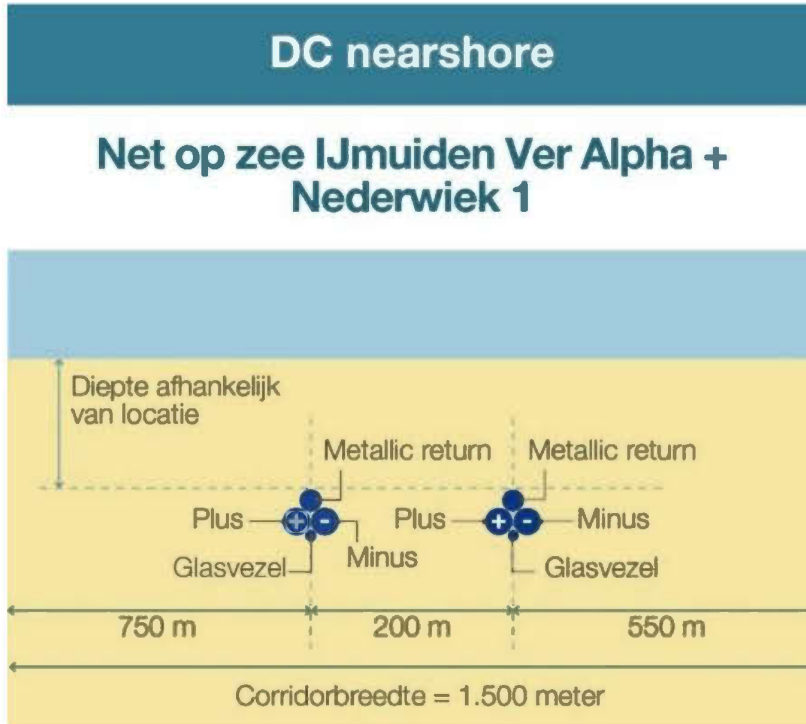 DC nearshore
Net op zee IJmuiden Ver Alpha +
Nederwiek 1
Diepte afhankelijk
van locatie
Metallic return
Metallic return
Plus
+
-
Plus
+
-
Minus
Glasvezel
Minus
Glasvezel
750 m
200 m
550 m
Corridorbreedte = 1.500 meter